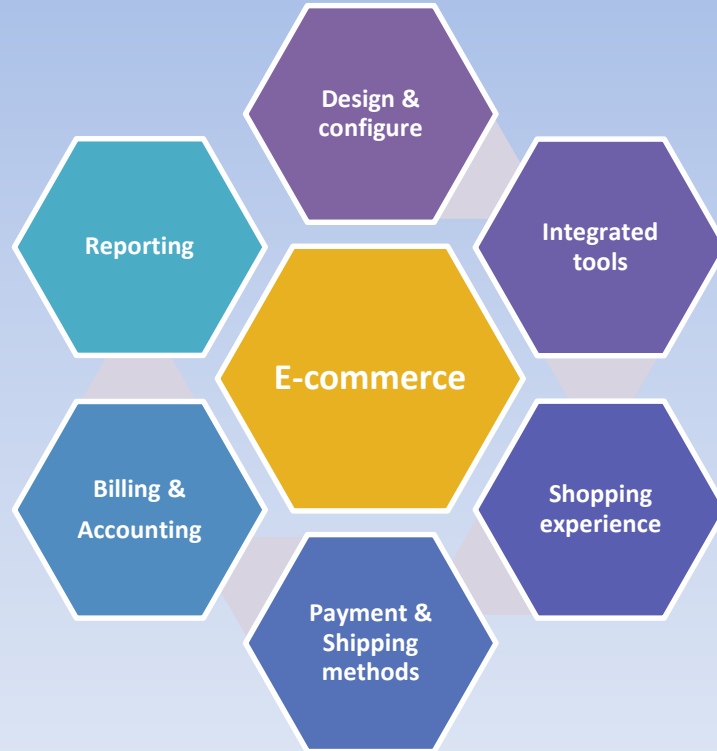 Design &
configure
Integrated
tools
Reporting
E-commerce
Shopping
experience
Billing &
Accounting
Payment &
Shipping
methods